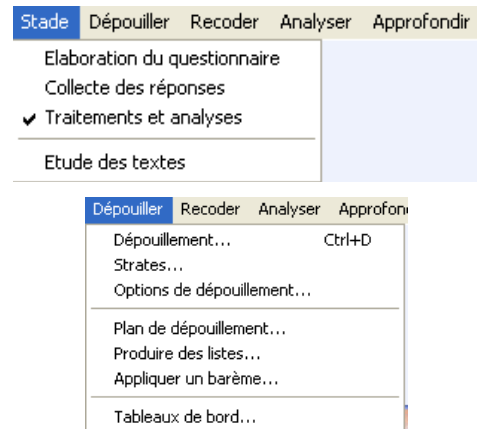 Stade Dépouiller Recoder Analyser Approfondir
Elaboration du questionnaire
Collecte des réponses
Traitements et analyses
Etude des textes
Dépouiller Recoder Analyser Approfon
Dépouillement... Ctrl+D
Strates...
Options de dépouillement...
Plan de dépouillement...
Produire des listes...
Appliquer un barème...
Tableaux de bord...